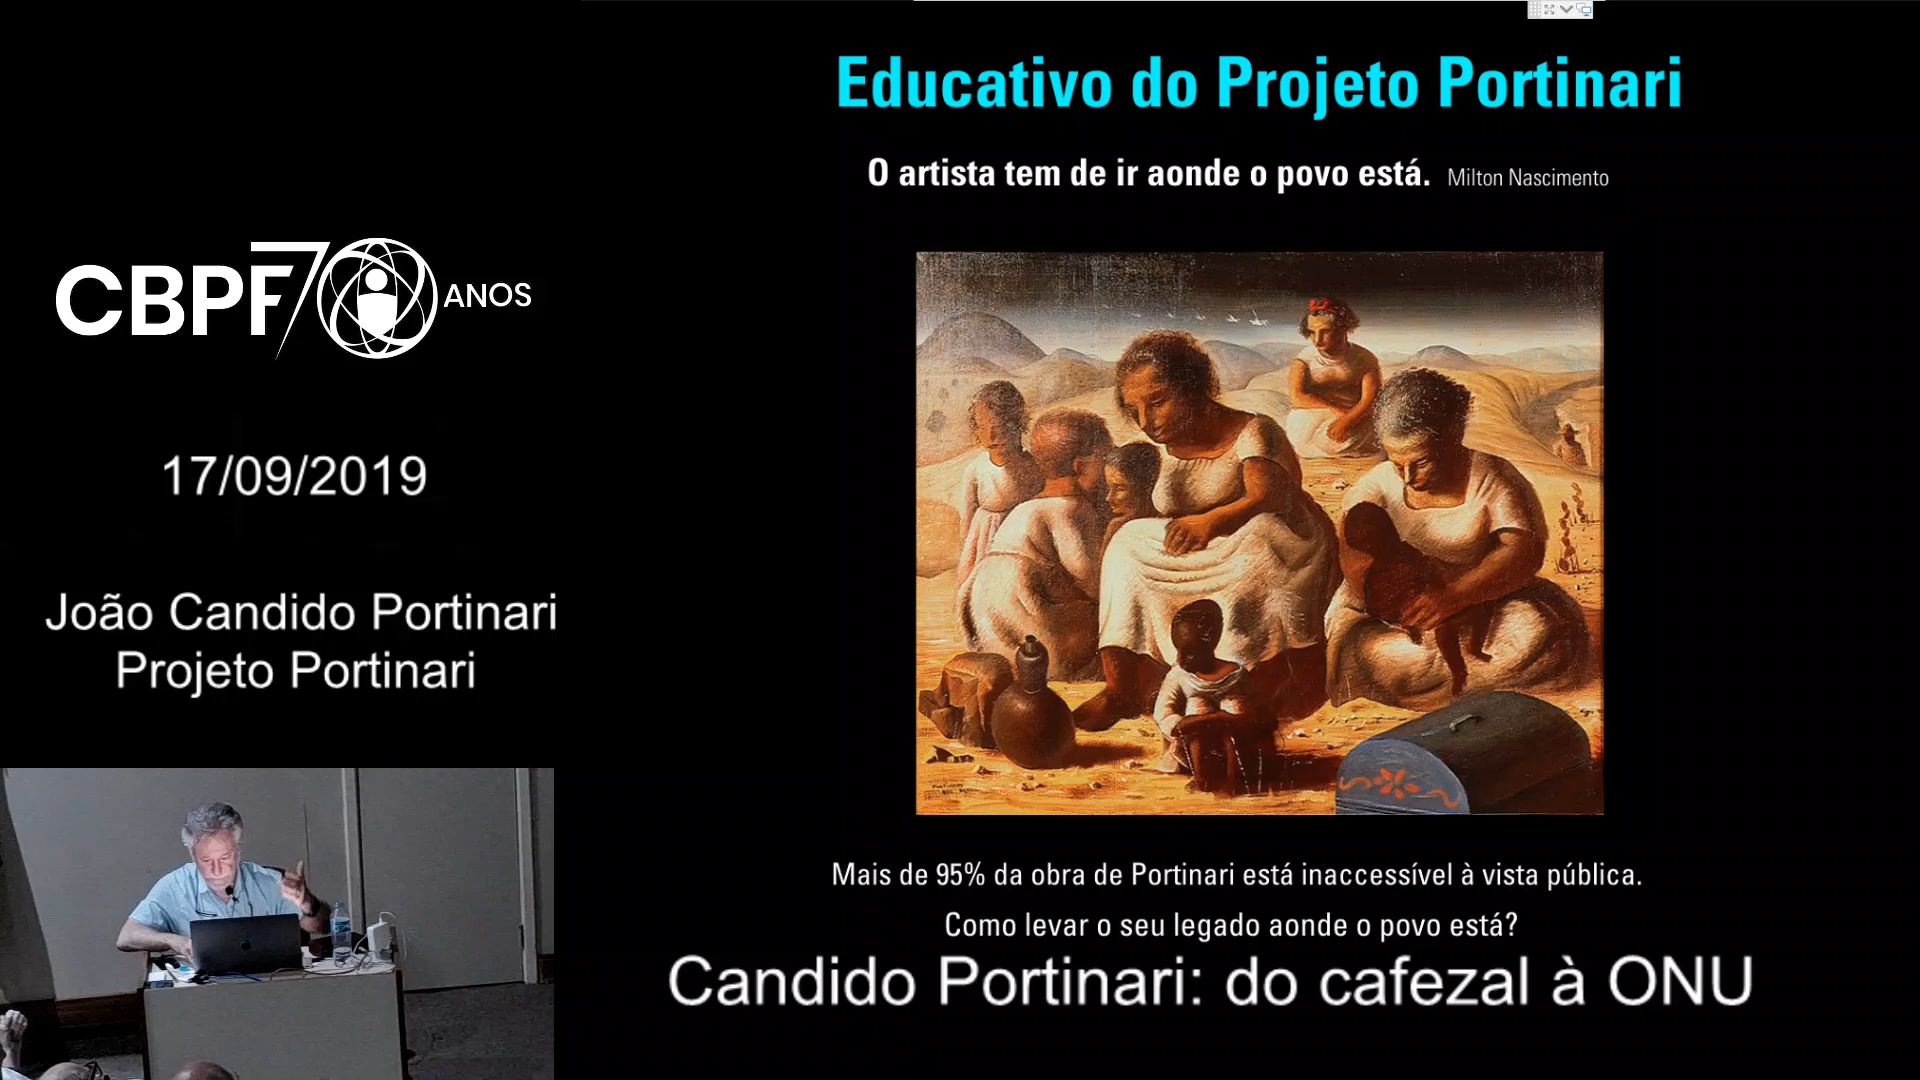 CBPF70 ANOS
17/09/2019
João Candido Portinari
Projeto Portinari
Educativo do Projeto Portinari
O artista tem de ir aonde o povo está. Milton Nascimento
Mais de 95% da obra de Portinari está inaccessível à vista pública.
Como levar o seu legado aonde o povo está?
Candido Portinari: do cafezal à ONU